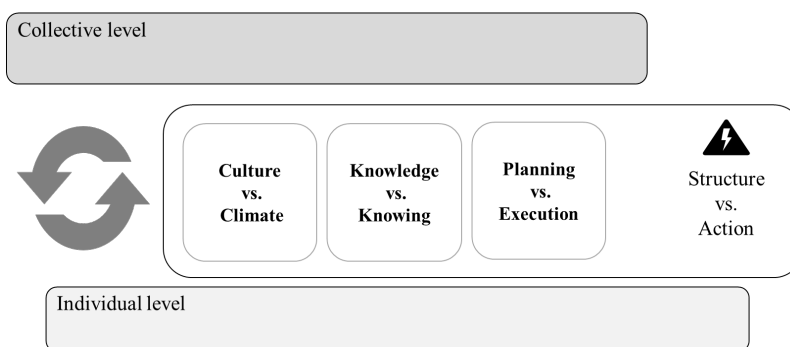 Collective level
Culture
vs.
Climate
Knowledge
vs.
Knowing
Planning
vs.
Execution
Structure
vs.
Action
Individual level